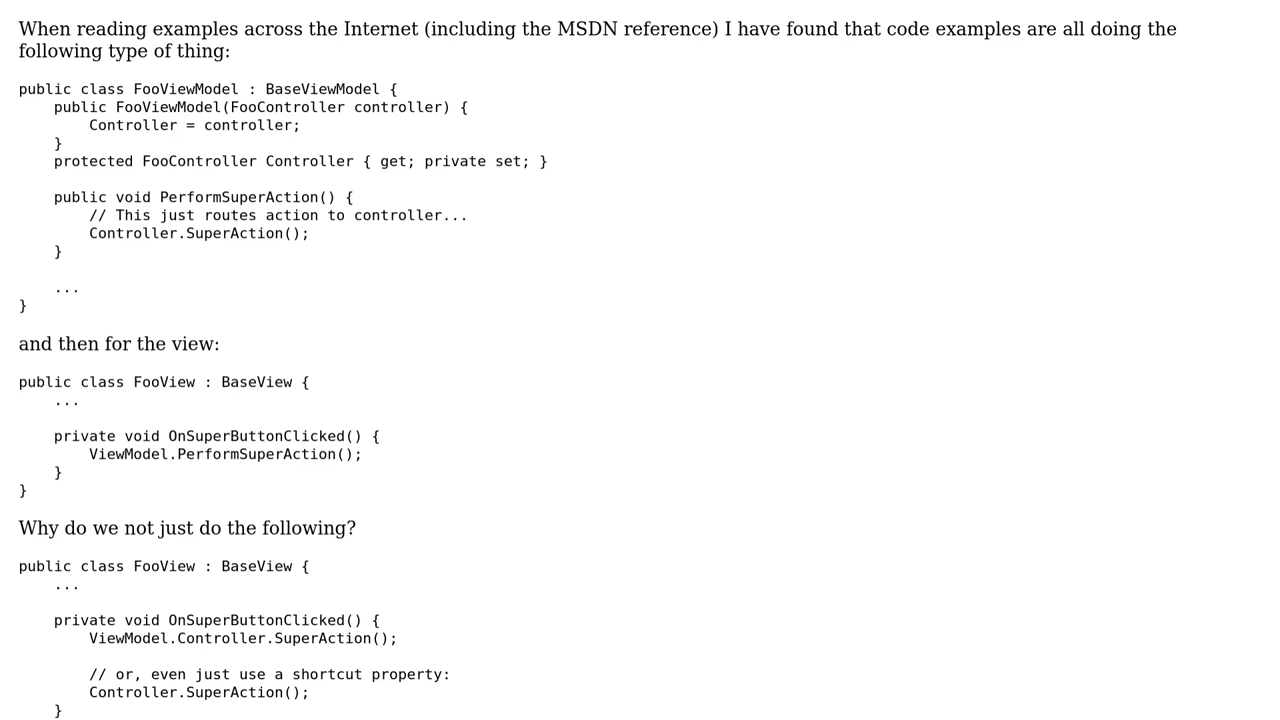 When reading examples across the Internet (including the MSDN reference) I have found that code examples are all doing the
following type of thing:
public class FooViewModel : BaseViewModel {
    public FooViewModel(FooController controller) {
        Controller = controller;
    }
    protected FooController Controller { get; private set; }
    public void PerformSuperAction() {
        // This just routes action to controller...
        Controller.SuperAction();
    }
    ...
}
and then for the view:
public class FooView : BaseView {
    ...
    private void OnSuperButtonClicked() {
        ViewModel.PerformSuperAction();
    }
}
Why do we not just do the following?
public class FooView : BaseView {
    ...
    private void OnSuperButtonClicked() {
        ViewModel.Controller.SuperAction();
        // or, even just use a shortcut property:
        Controller.SuperAction();
    }